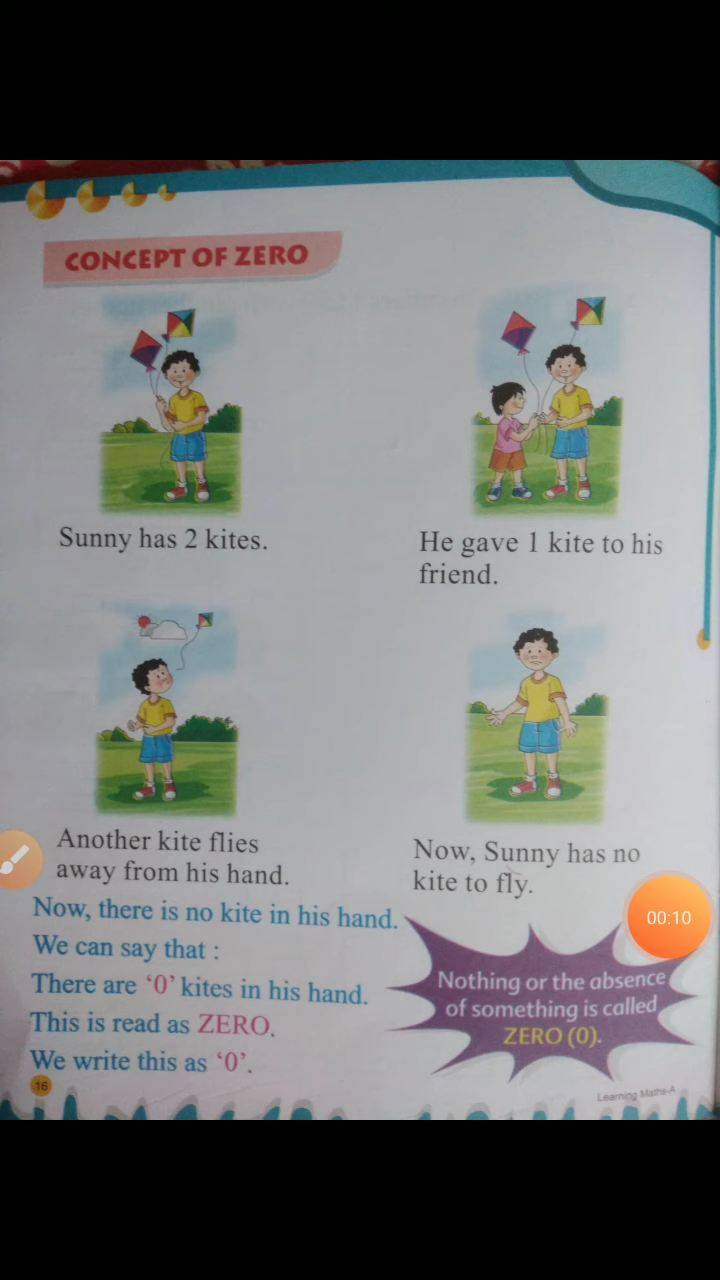 CONCEPT OF ZERO
Sunny has 2 kites.
He gave 1 kite to his
friend.
Another kite flies
away from his hand.
Now, Sunny has no
kite to fly.
Now, there is no kite in his hand.
We can say that :
There are ‘0’ kites in his hand.
This is read as ZERO.
We write this as ‘0’.
Nothing or the absence
of something is called
ZERO (0).
00:10
16
Learning Maths-A